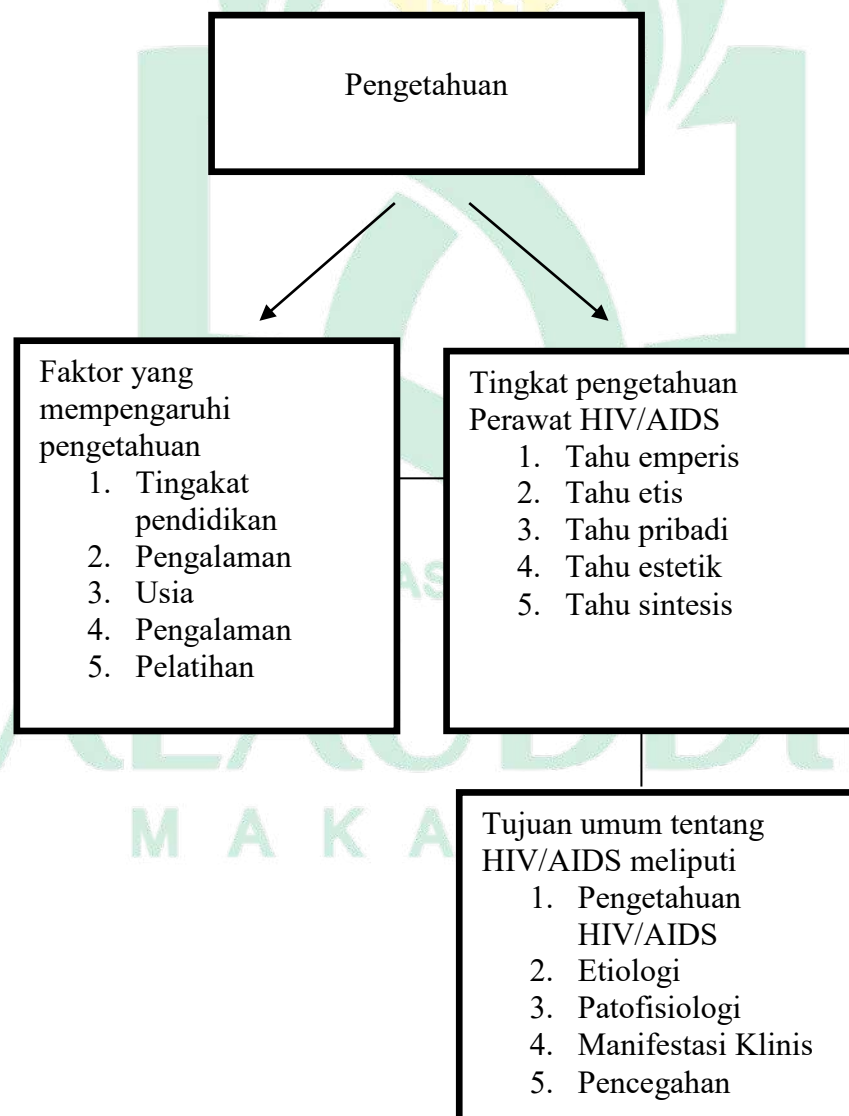 Pengetahuan
Faktor yang
mempengaruhi
pengetahuan
1. Tingakat
pendidikan
2. Pengalaman
3. Usia
4. Pengalaman
5. Pelatihan
Tingkat pengetahuan
Perawat HIV/AIDS
1. Tahu emperis
2. Tahu etis
3. Tahu pribadi
4. Tahu estetik
5. Tahu sintesis
Tujuan umum tentang
HIV/AIDS meliputi
1. Pengetahuan
HIV/AIDS
2. Etiologi
3. Patofisiologi
4. Manifestasi Klinis
5. Pencegahan